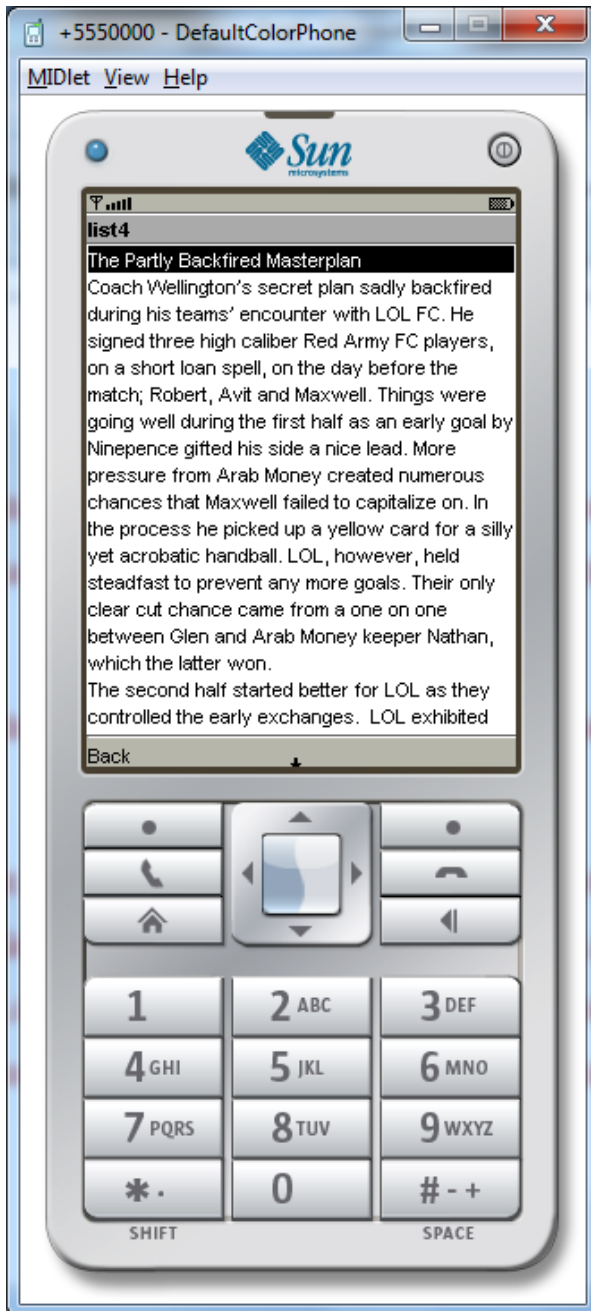 +5550000 - DefaultColorPhone
MIDlet View Help
Sun
microsystems
list4
The Partly Backfired Masterplan
Coach Wellington's secret plan sadly backfired
during his teams' encounter with LOL FC. He
signed three high caliber Red Army FC players,
on a short loan spell, on the day before the
match; Robert, Avit and Maxwell. Things were
going well during the first half as an early goal by
Ninepence gifted his side a nice lead. More
pressure from Arab Money created numerous
chances that Maxwell failed to capitalize on. In
the process he picked up a yellow card for a silly
yet acrobatic handball. LOL, however, held
steadfast to prevent any more goals. Their only
clear cut chance came from a one on one
between Glen and Arab Money keeper Nathan,
which the latter won.
The second half started better for LOL as they
controlled the early exchanges.  LOL exhibited
Back
1 2 ABC 3 DEF
4 GHI 5 JKL 6 MNO
7 PQRS 8 TUV 9 WXYZ
* . 0 # - +
SHIFT SPACE